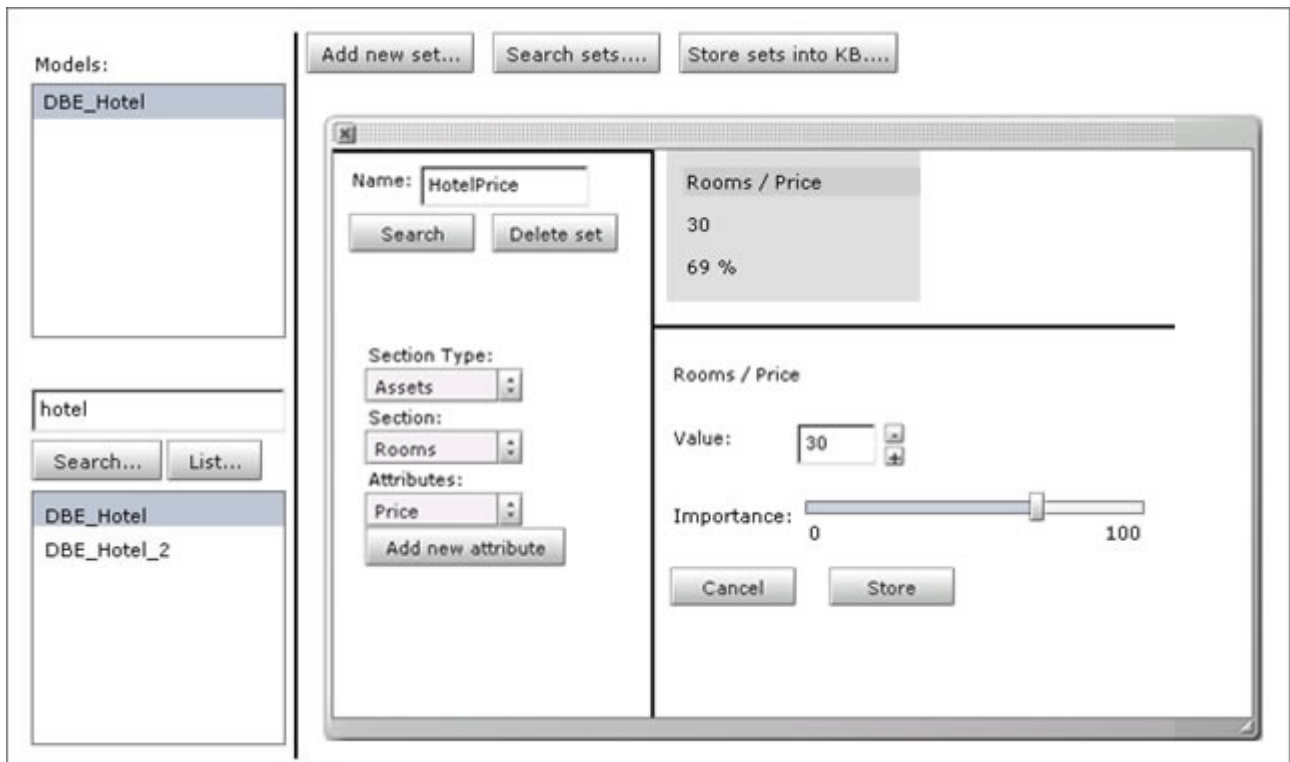 Models:
DBE_Hotel
hotel
Search...
List...
DBE_Hotel
DBE_Hotel_2
Add new set...
Search sets....
Store sets into KB....
Name:
HotelPrice
Search
Delete set
Section Type:
Assets
Section:
Rooms
Attributes:
Price
Add new attribute
Rooms / Price
30
69 %
Rooms / Price
Value:
30
-
+
Importance:
0
100
Cancel
Store